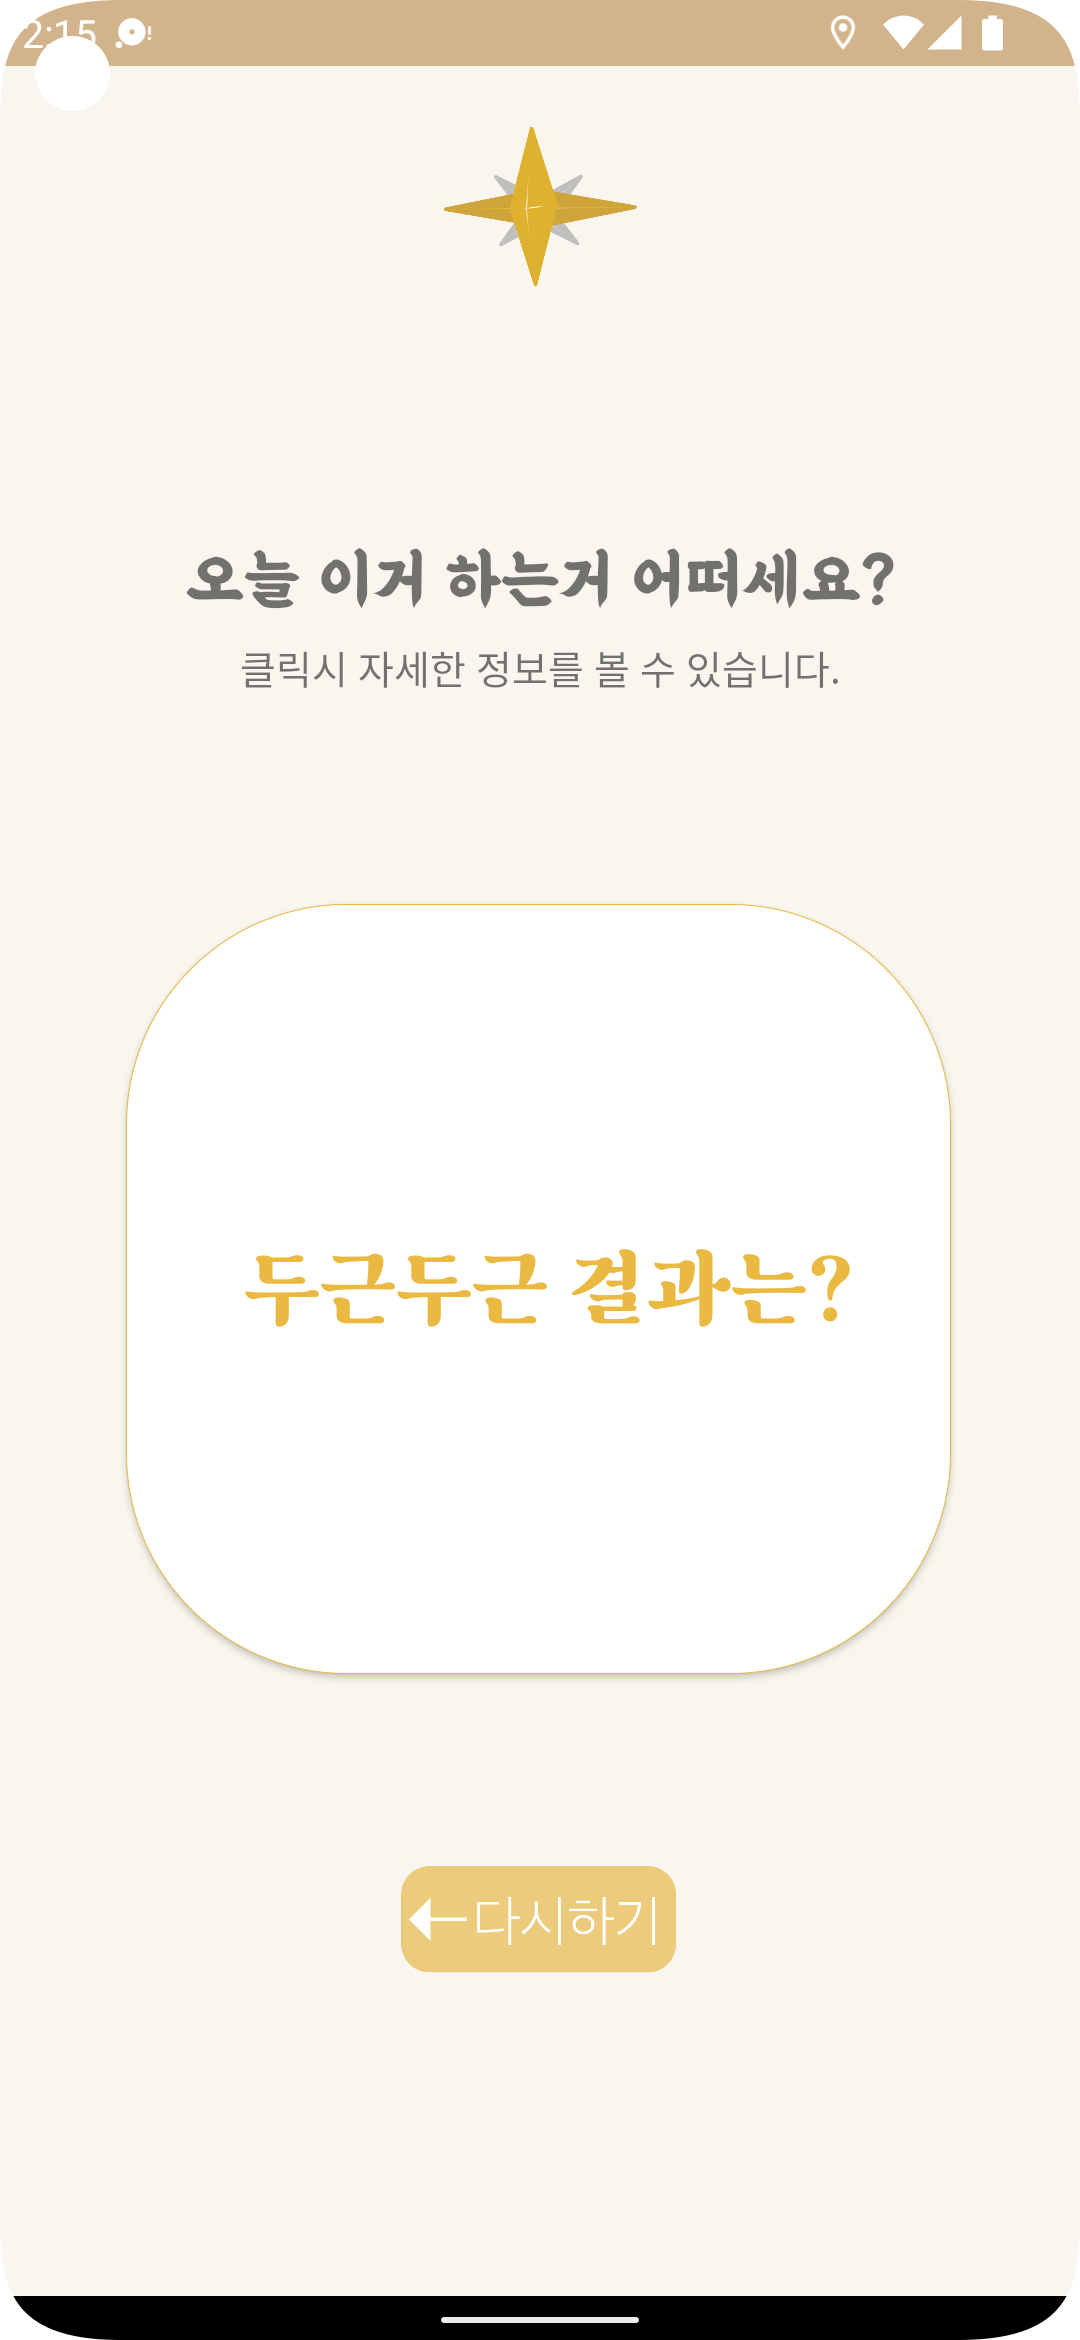 2:15
오늘 이거 하는거 어떠세요?
클릭시 자세한 정보를 볼 수 있습니다.
두근두근 결과는?
다시하기